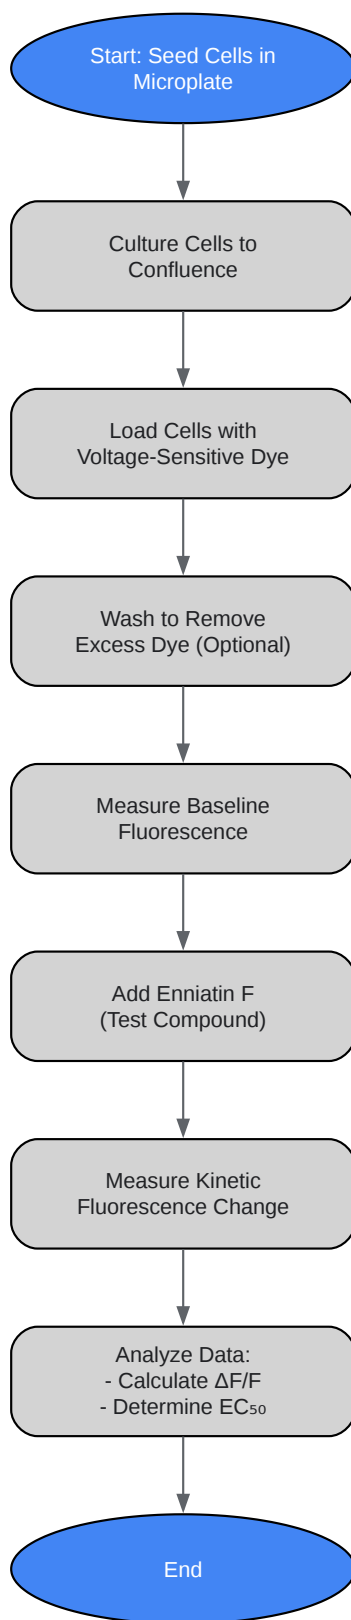 Start: Seed Cells in
Microplate
Culture Cells to
Confluence
Load Cells with
Voltage-Sensitive Dye
Wash to Remove
Excess Dye (Optional)
Measure Baseline
Fluorescence
Add Enniatin F
(Test Compound)
Measure Kinetic
Fluorescence Change
Analyze Data:
- Calculate ΔF/F
- Determine EC₅₀
End